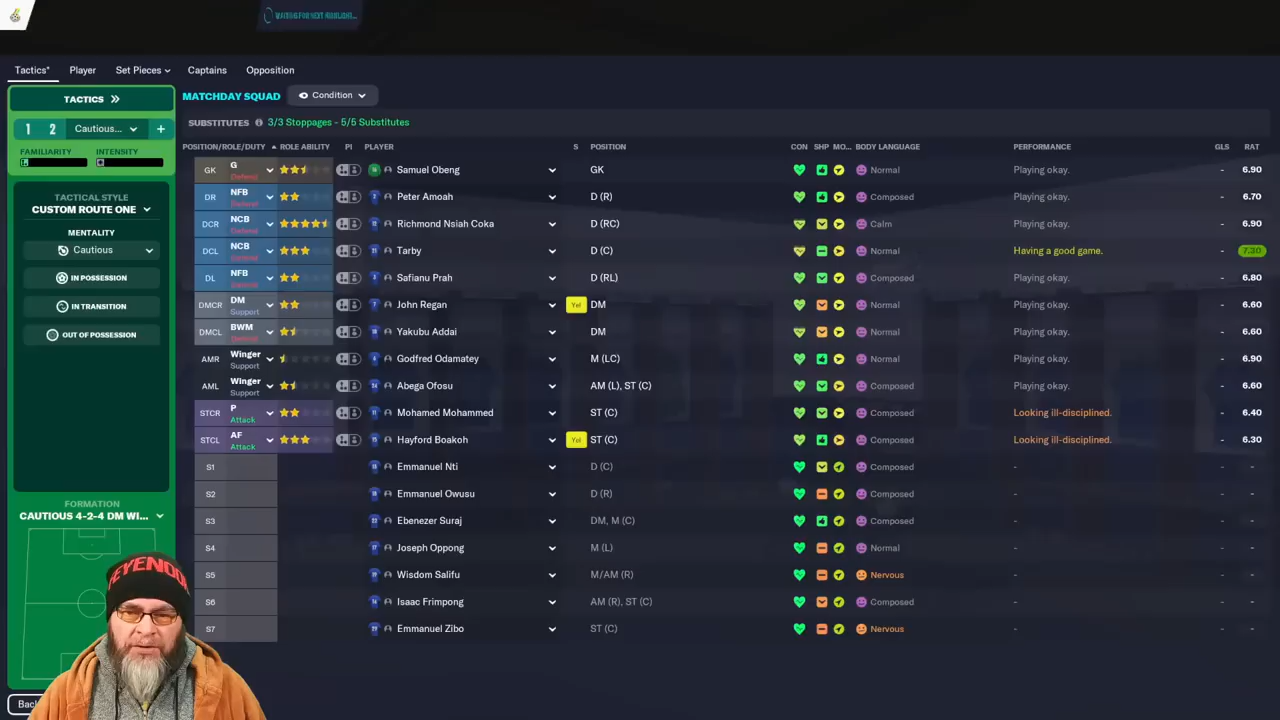 WAITING FOR NEXT HIGHLIGHT...
Tactics* Player Set Pieces Captains Opposition
TACTICS
MATCHDAY SQUAD Condition
1 2 Cautious... +
SUBSTITUTES 3/3 Stoppages - 5/5 Substitutes
FAMILIARITY INTENSITY
POSITION/ROLE/DUTY ROLE ABILITY PI PLAYER S POSITION CON SHP MO... BODY LANGUAGE PERFORMANCE GLS RAT
GK G Defend Samuel Obeng GK Normal Playing okay. - 6.90
DR NFB Defend Peter Amoah D (R) Composed Playing okay. - 6.70
DCR NCB Defend Richmond Nsiah Coka D (RC) Calm Playing okay. - 6.90
DCL NCB Defend Tarby D (C) Normal Having a good game. - 7.30
DL NFB Defend Safianu Prah D (RL) Composed Playing okay. - 6.80
DMCR DM Support John Regan Yel DM Normal Playing okay. - 6.60
DMCL BWM Defend Yakubu Addai DM Normal Playing okay. - 6.60
AMR Winger Support Godfred Odamatey M (LC) Normal Playing okay. - 6.90
AML Winger Support Abega Ofosu AM (L), ST (C) Composed Playing okay. - 6.60
STCR P Attack Mohamed Mohammed ST (C) Composed Looking ill-disciplined. - 6.40
STCL AF Attack Hayford Boakoh Yel ST (C) Composed Looking ill-disciplined. - 6.30
S1 Emmanuel Nti D (C) Composed - - -
S2 Emmanuel Owusu D (R) Composed - - -
S3 Ebenezer Suraj DM, M (C) Composed - - -
S4 Joseph Oppong M (L) Normal - - -
S5 Wisdom Salifu M/AM (R) Nervous - - -
S6 Isaac Frimpong AM (R), ST (C) Composed - - -
S7 Emmanuel Zibo ST (C) Nervous - - -
TACTICAL STYLE
CUSTOM ROUTE ONE
MENTALITY
Cautious
IN POSSESSION
IN TRANSITION
OUT OF POSSESSION
FORMATION
CAUTIOUS 4-2-4 DM WI...
Bac